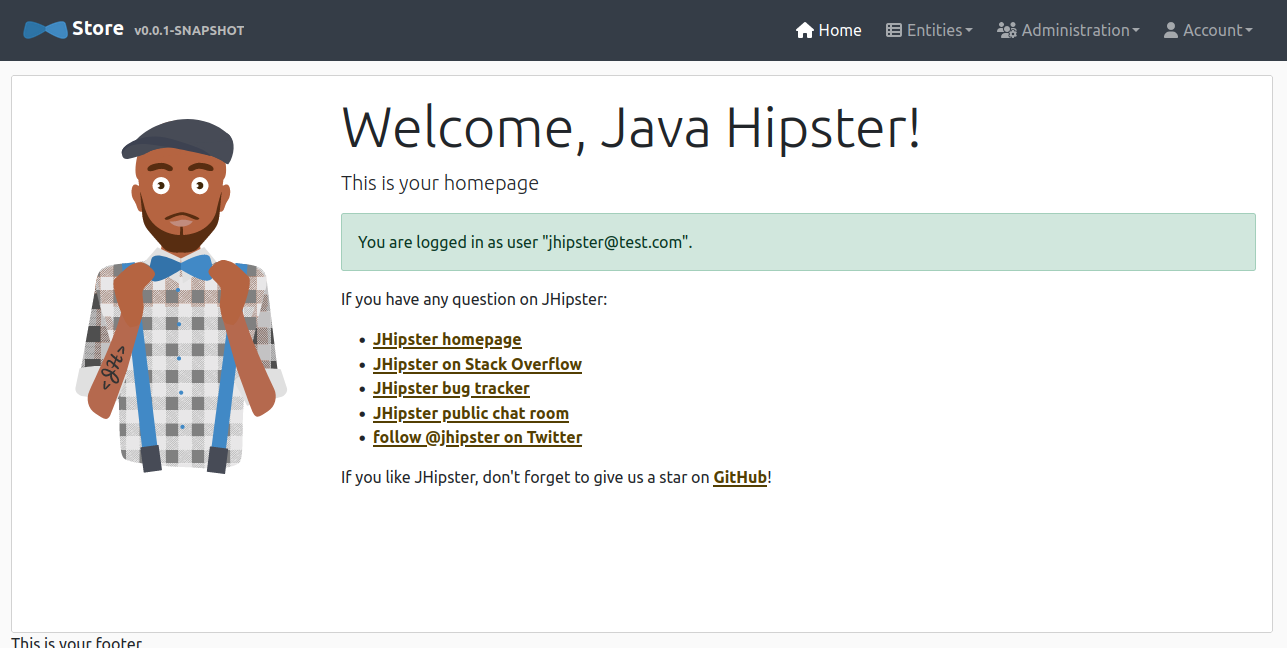 Store v0.0.1-SNAPSHOT Home Entities Administration Account
Welcome, Java Hipster!
This is your homepage
You are logged in as user "jhipster@test.com".
If you have any question on JHipster:
JHipster homepage
JHipster on Stack Overflow
JHipster bug tracker
JHipster public chat room
follow @jhipster on Twitter
If you like JHipster, don't forget to give us a star on GitHub!
<JH>
This is your footer